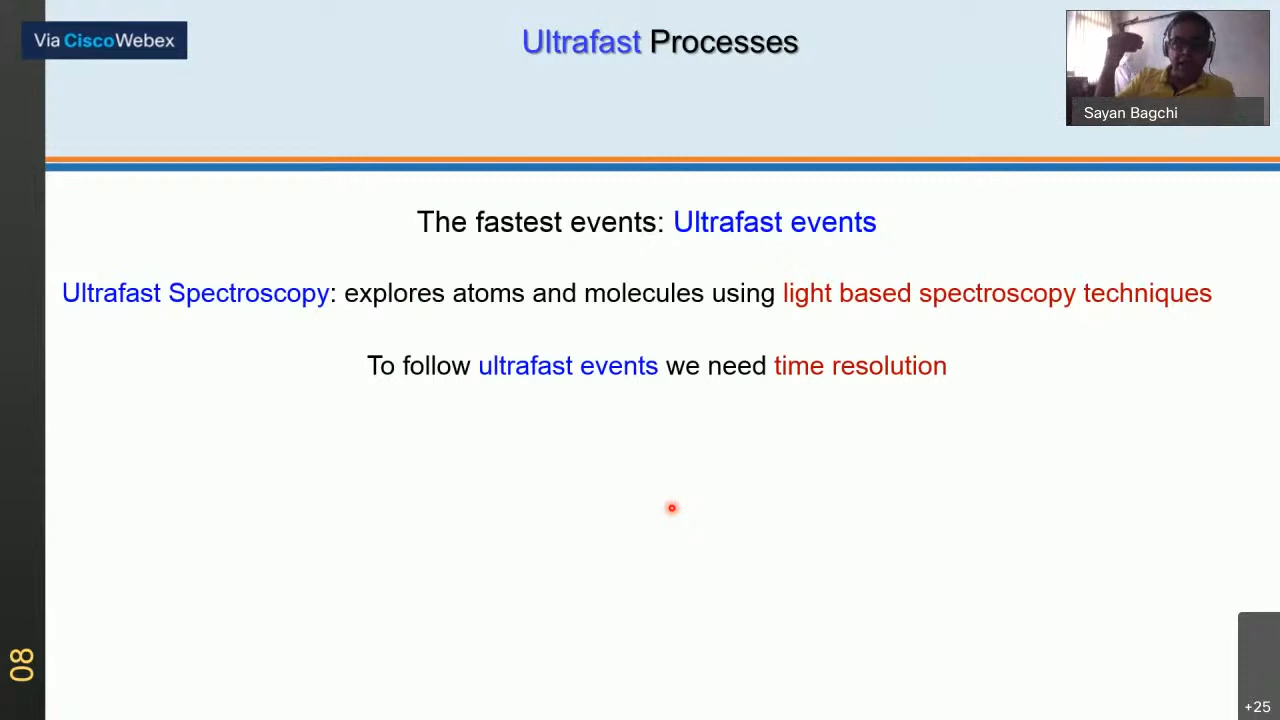 Via CiscoWebex
Ultrafast Processes
Sayan Bagchi
The fastest events: Ultrafast events
Ultrafast Spectroscopy: explores atoms and molecules using light based spectroscopy techniques
To follow ultrafast events we need time resolution
08
+25